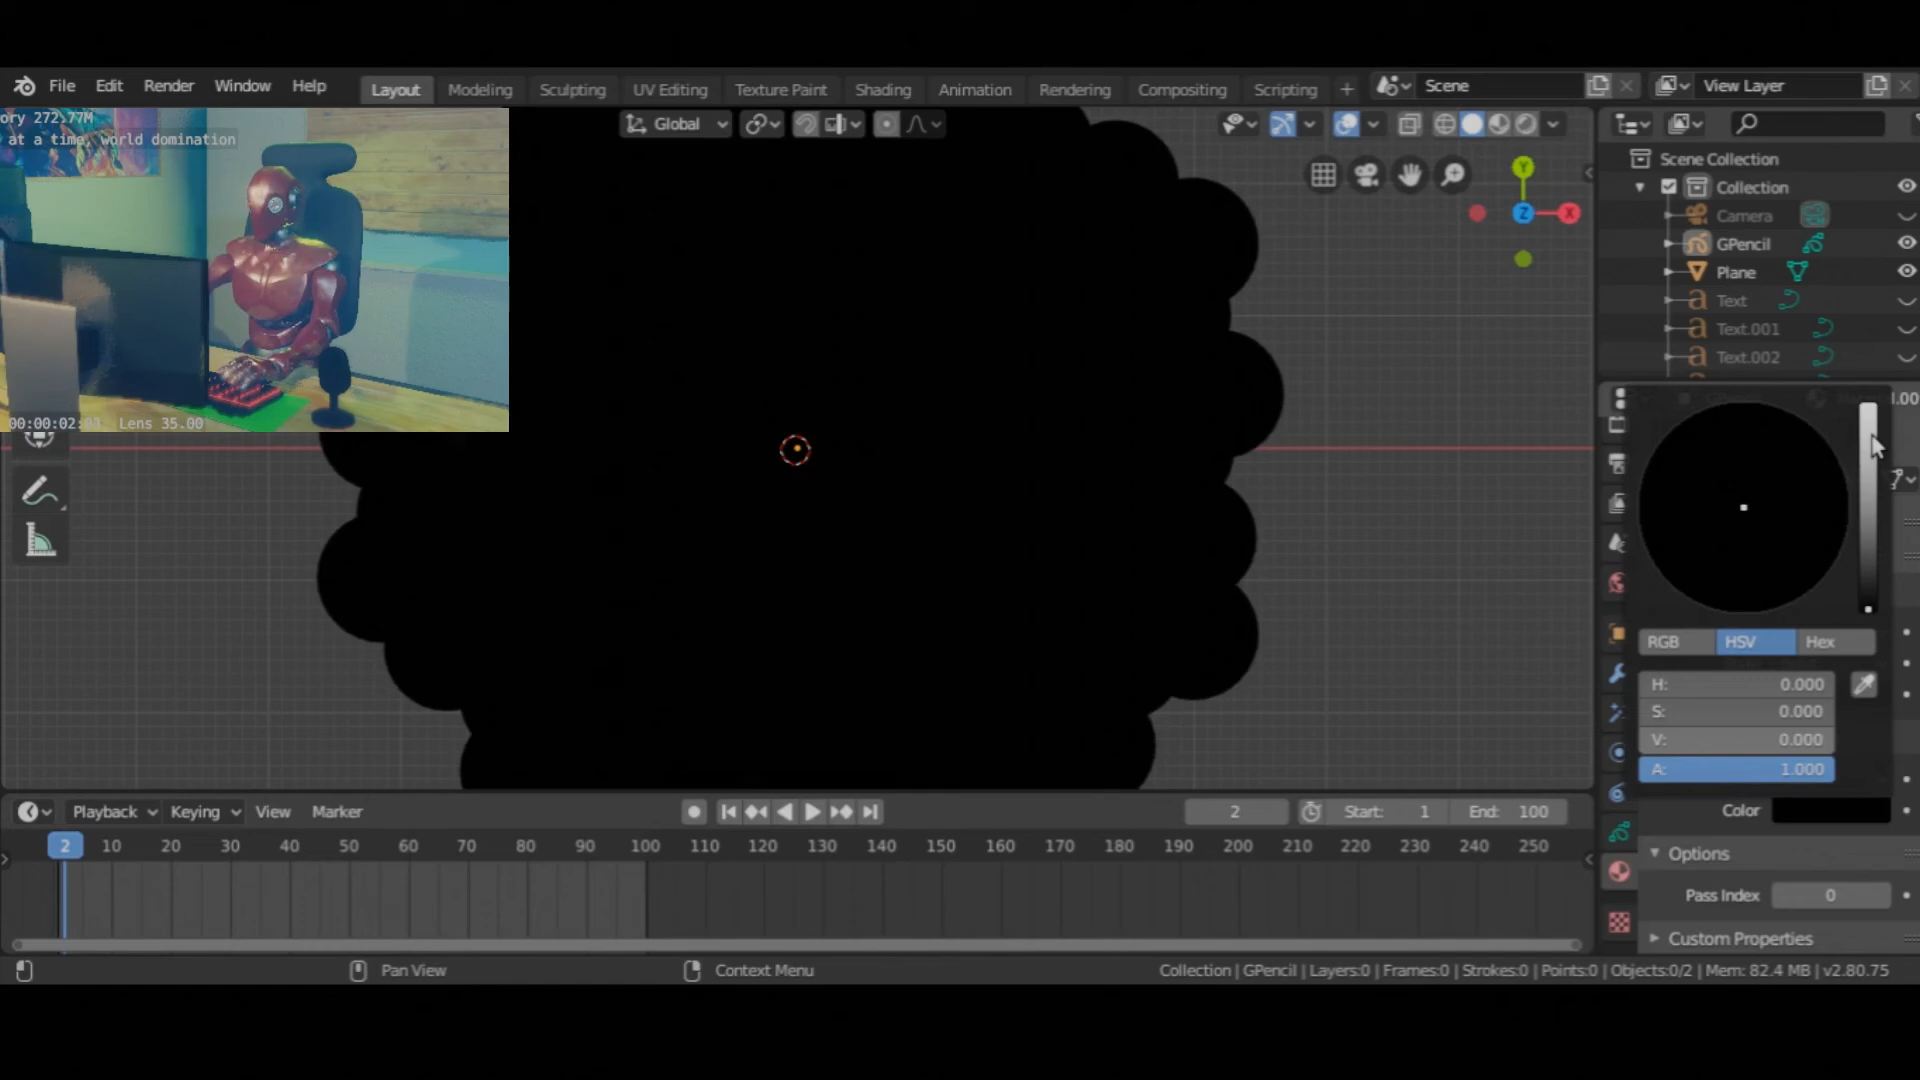 File Edit Render Window Help Layout Modeling Sculpting UV Editing Texture Paint Shading Animation Rendering Compositing Scripting + Scene View Layer
ory 272.77M
at a time, world domination
Global
Scene Collection
Collection
Camera
GPencil
Plane
Text
Text.001
Text.002
Y
Z X
00:00:02: Lens 35.00
RGB HSV Hex
H: 0.000
S: 0.000
V: 0.000
A: 1.000
Color
Options
Pass Index 0
Custom Properties
Playback Keying View Marker 2 Start: 1 End: 100
2 10 20 30 40 50 60 70 80 90 100 110 120 130 140 150 160 170 180 190 200 210 220 230 240 250
Pan View Context Menu Collection | GPencil | Layers:0 | Frames:0 | Strokes:0 | Points:0 | Objects:0/2 | Mem: 82.4 MB | v2.80.75